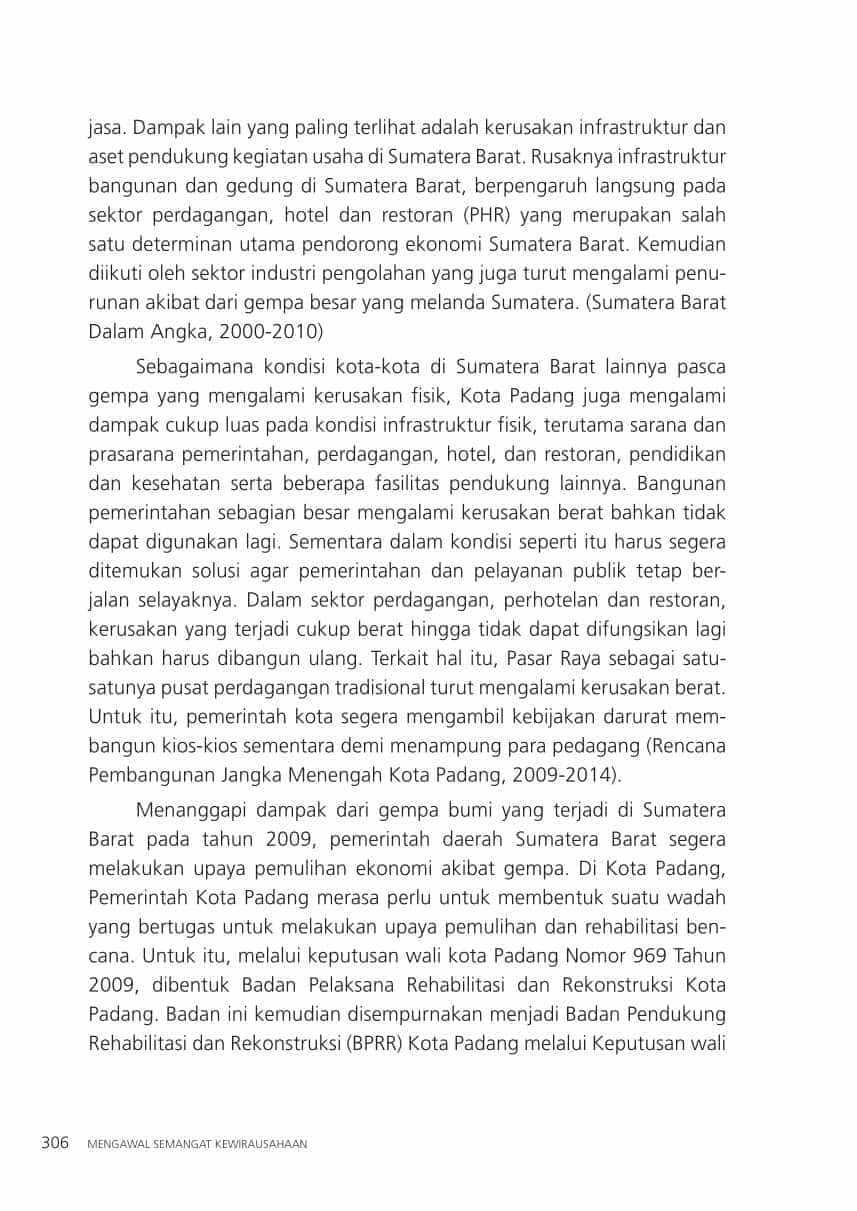 jasa. Dampak lain yang paling terlihat adalah kerusakan infrastruktur dan
aset pendukung kegiatan usaha di Sumatera Barat. Rusaknya infrastruktur
bangunan dan gedung di Sumatera Barat, berpengaruh langsung pada
sektor perdagangan, hotel dan restoran (PHR) yang merupakan salah
satu determinan utama pendorong ekonomi Sumatera Barat. Kemudian
diikuti oleh sektor industri pengolahan yang juga turut mengalami penu-
runan akibat dari gempa besar yang melanda Sumatera. (Sumatera Barat
Dalam Angka, 2000-2010)
Sebagaimana kondisi kota-kota di Sumatera Barat lainnya pasca
gempa yang mengalami kerusakan fisik, Kota Padang juga mengalami
dampak cukup luas pada kondisi infrastruktur fisik, terutama sarana dan
prasarana pemerintahan, perdagangan, hotel, dan restoran, pendidikan
dan kesehatan serta beberapa fasilitas pendukung lainnya. Bangunan
pemerintahan sebagian besar mengalami kerusakan berat bahkan tidak
dapat digunakan lagi. Sementara dalam kondisi seperti itu harus segera
ditemukan solusi agar pemerintahan dan pelayanan publik tetap ber-
jalan selayaknya. Dalam sektor perdagangan, perhotelan dan restoran,
kerusakan yang terjadi cukup berat hingga tidak dapat difungsikan lagi
bahkan harus dibangun ulang. Terkait hal itu, Pasar Raya sebagai satu-
satunya pusat perdagangan tradisional turut mengalami kerusakan berat.
Untuk itu, pemerintah kota segera mengambil kebijakan darurat mem-
bangun kios-kios sementara demi menampung para pedagang (Rencana
Pembangunan Jangka Menengah Kota Padang, 2009-2014).
Menanggapi dampak dari gempa bumi yang terjadi di Sumatera
Barat pada tahun 2009, pemerintah daerah Sumatera Barat segera
melakukan upaya pemulihan ekonomi akibat gempa. Di Kota Padang,
Pemerintah Kota Padang merasa perlu untuk membentuk suatu wadah
yang bertugas untuk melakukan upaya pemulihan dan rehabilitasi ben-
cana. Untuk itu, melalui keputusan wali kota Padang Nomor 969 Tahun
2009, dibentuk Badan Pelaksana Rehabilitasi dan Rekonstruksi Kota
Padang. Badan ini kemudian disempurnakan menjadi Badan Pendukung
Rehabilitasi dan Rekonstruksi (BPRR) Kota Padang melalui Keputusan wali
306 MENGAWAL SEMANGAT KEWIRAUSAHAAN